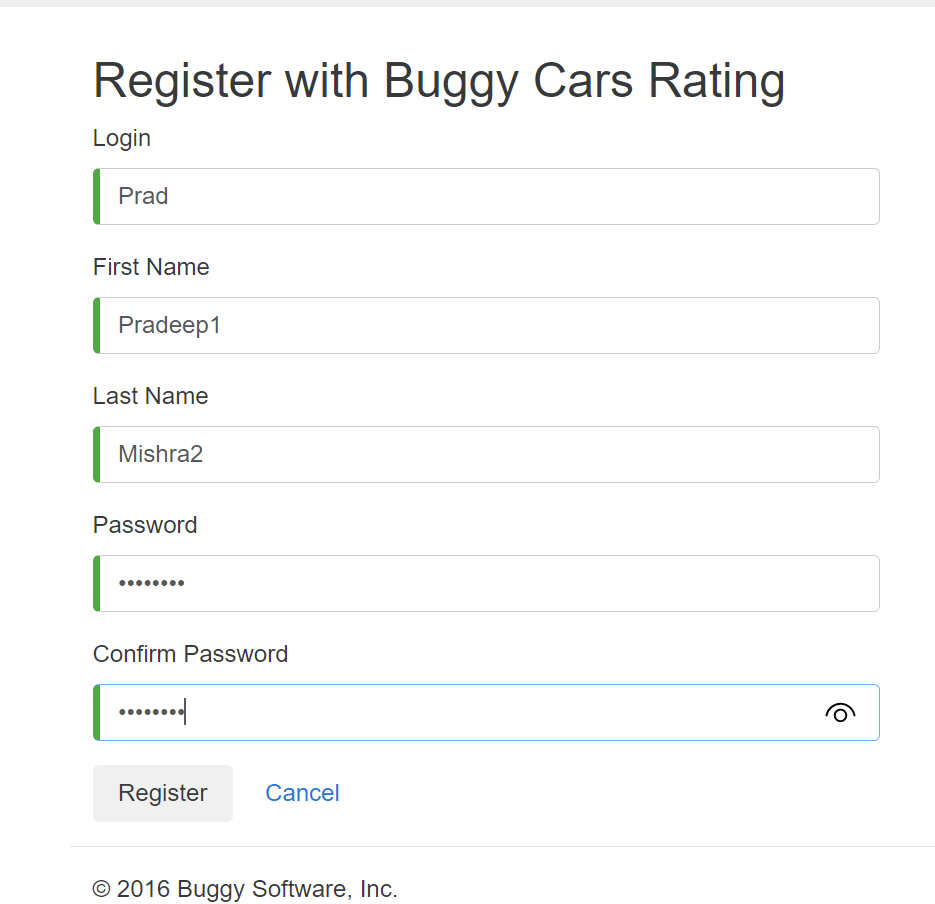 Register with Buggy Cars Rating
Login
Prad
First Name
Pradeep1
Last Name
Mishra2
Password
••••••••
Confirm Password
••••••••
Register Cancel
© 2016 Buggy Software, Inc.